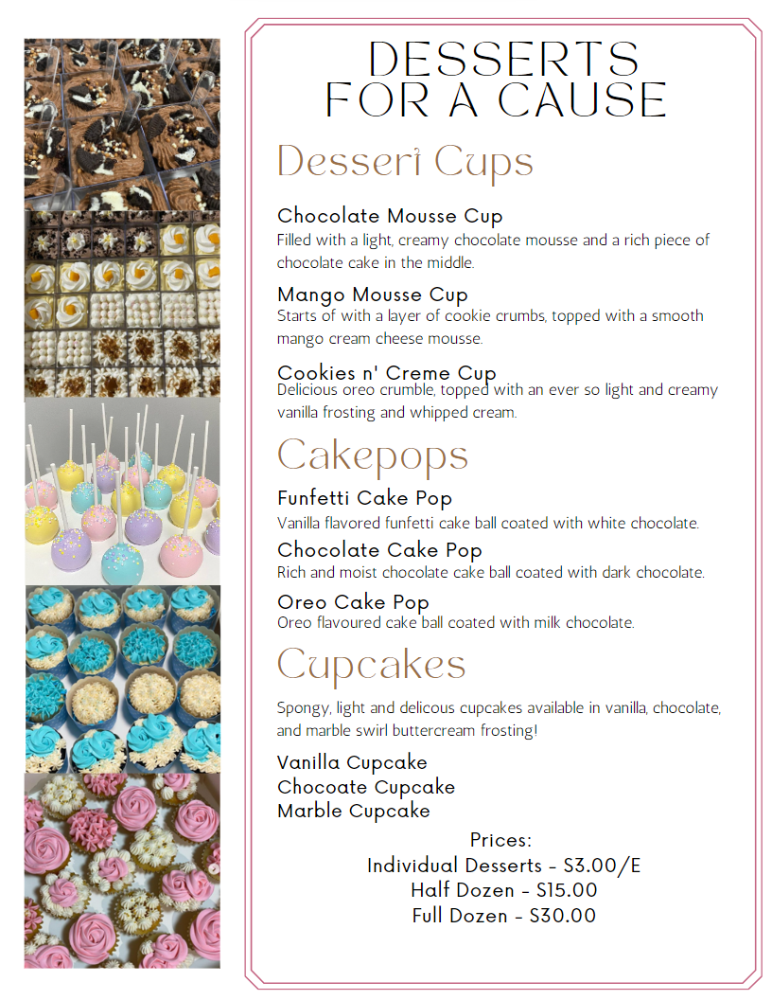 DESSERTS
FOR A CAUSE
Dessert Cups
Chocolate Mousse Cup
Filled with a light, creamy chocolate mousse and a rich piece of
chocolate cake in the middle.
Mango Mousse Cup
Starts of with a layer of cookie crumbs, topped with a smooth
mango cream cheese mousse.
Cookies n' Creme Cup
Delicious oreo crumble, topped with an ever so light and creamy
vanilla frosting and whipped cream.
Cakepops
Funfetti Cake Pop
Vanilla flavored funfetti cake ball coated with white chocolate.
Chocolate Cake Pop
Rich and moist chocolate cake ball coated with dark chocolate.
Oreo Cake Pop
Oreo flavoured cake ball coated with milk chocolate.
Cupcakes
Spongy, light and delicous cupcakes available in vanilla, chocolate,
and marble swirl buttercream frosting!
Vanilla Cupcake
Chocoate Cupcake
Marble Cupcake
Prices:
Individual Desserts - $3.00/E
Half Dozen - $15.00
Full Dozen - $30.00